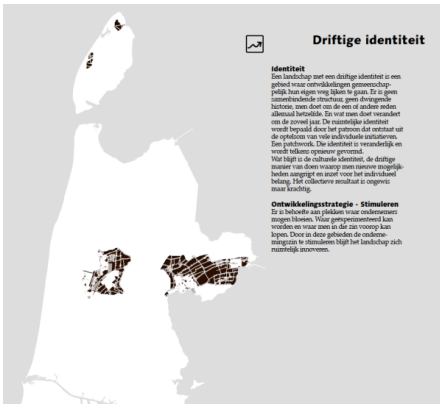 Driftige identiteit
Identiteit
Een landschap met een driftige identiteit is een
gebied waar ontwikkelingen gemeenschap-
pelijk hun eigen weg lijken te gaan. Er is geen
samenbindende structuur, geen dwingende
historie, men doet om de een of andere reden
allemaal hetzelfde. En wat men doet verandert
om de zoveel jaar. De ruimtelijke identiteit
wordt bepaald door het patroon dat ontstaat uit
de optelsom van vele individuele initiatieven.
Een patchwork. Die identiteit is veranderlijk en
wordt telkens opnieuw gevormd.
Wat blijft is de culturele identiteit, de driftige
manier van doen waarop men nieuwe mogelijk-
heden aangrijpt en inzet voor het individueel
belang. Het collectieve resultaat is ongewis
maar krachtig.
Ontwikkelingsstrategie - Stimuleren
Er is behoefte aan plekken waar ondernemers
mogen bloeien. Waar geëxperimenteerd kan
worden en waar men in die zin voorop kan
lopen. Door in deze gebieden de onderne-
mingszin te stimuleren blijft het landschap zich
ruimtelijk innoveren.